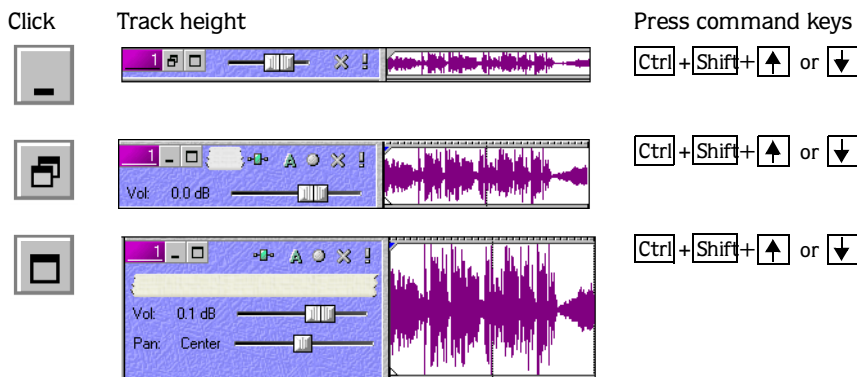 Click Track height Press command keys
1
Ctrl + Shift + ↑ or ↓
1 A
Vol: 0.0 dB
Ctrl + Shift + ↑ or ↓
1 A
Vol: 0.1 dB
Pan: Center
Ctrl + Shift + ↑ or ↓